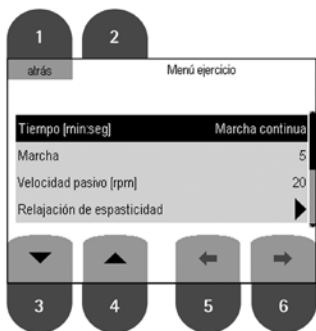 1 2
atrás Menú ejercicio
Tiempo [min:seg] Marcha continua
Marcha 5
Velocidad pasivo [rpm] 20
Relajación de espasticidad
3 4 5 6